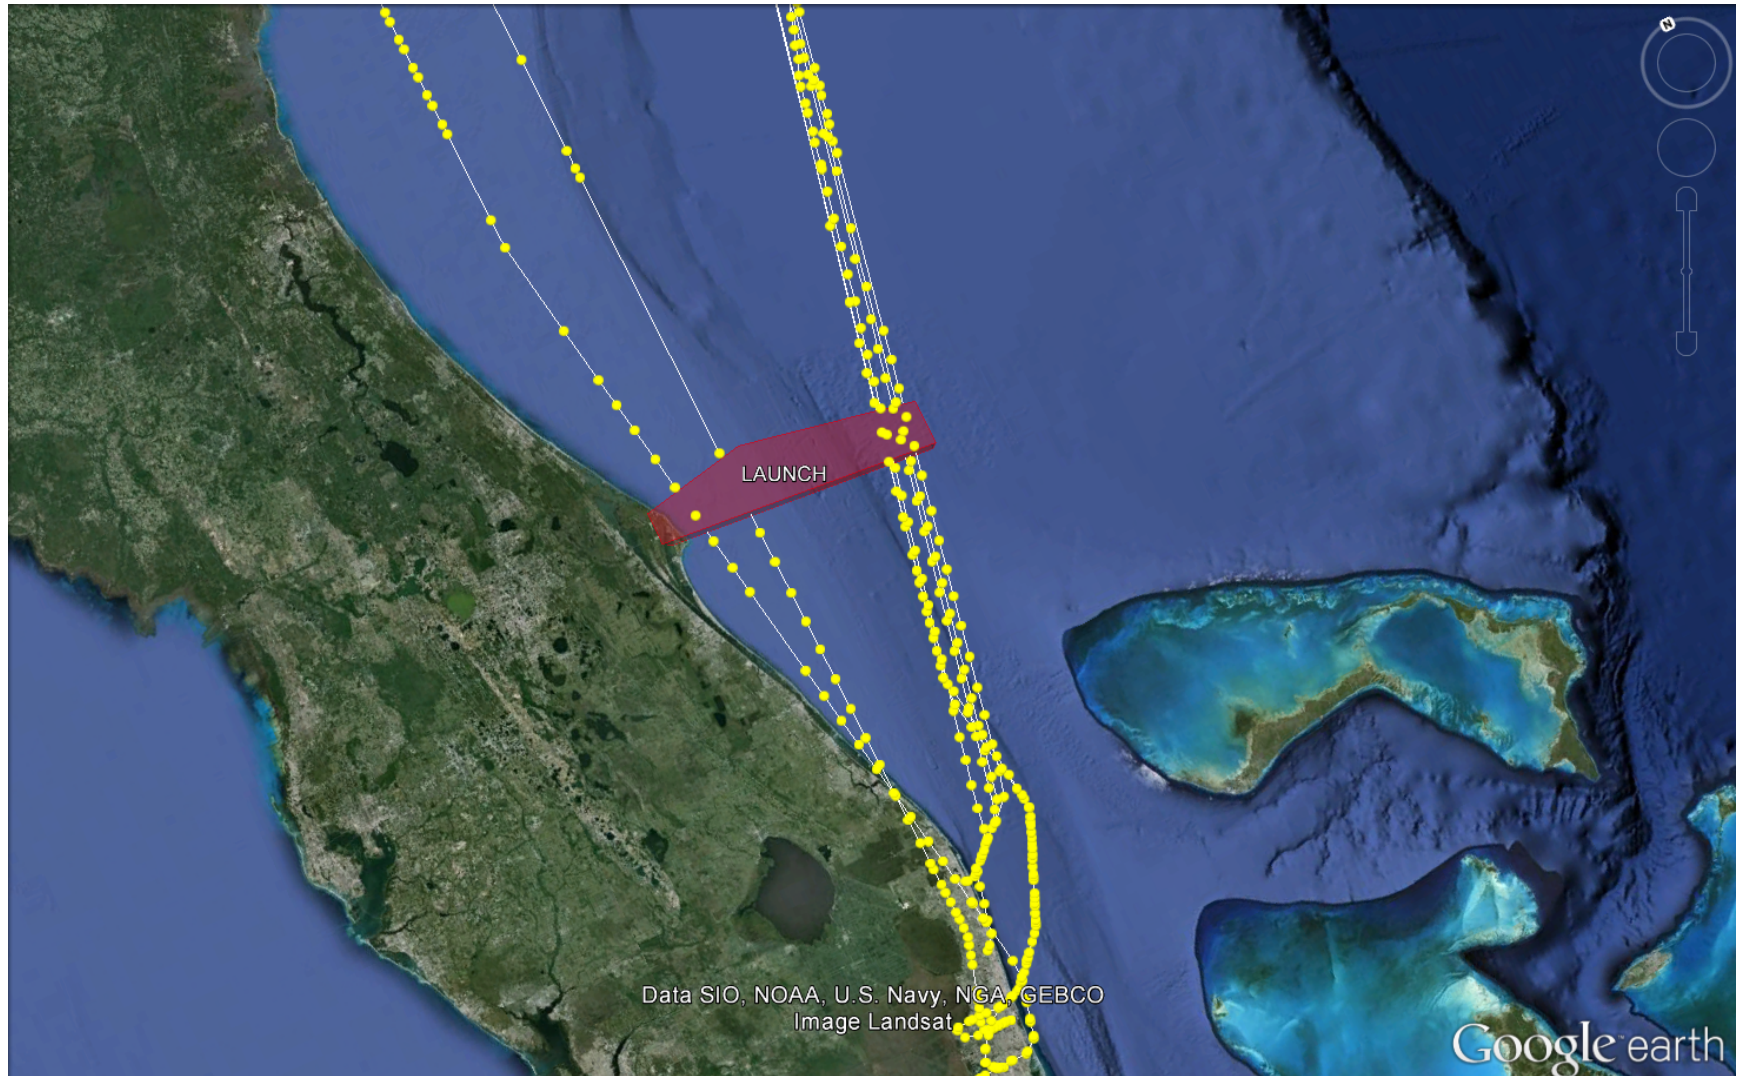 N
LAUNCH
Data SIO, NOAA, U.S. Navy, NGA, GEBCO
Image Landsat
Google earth